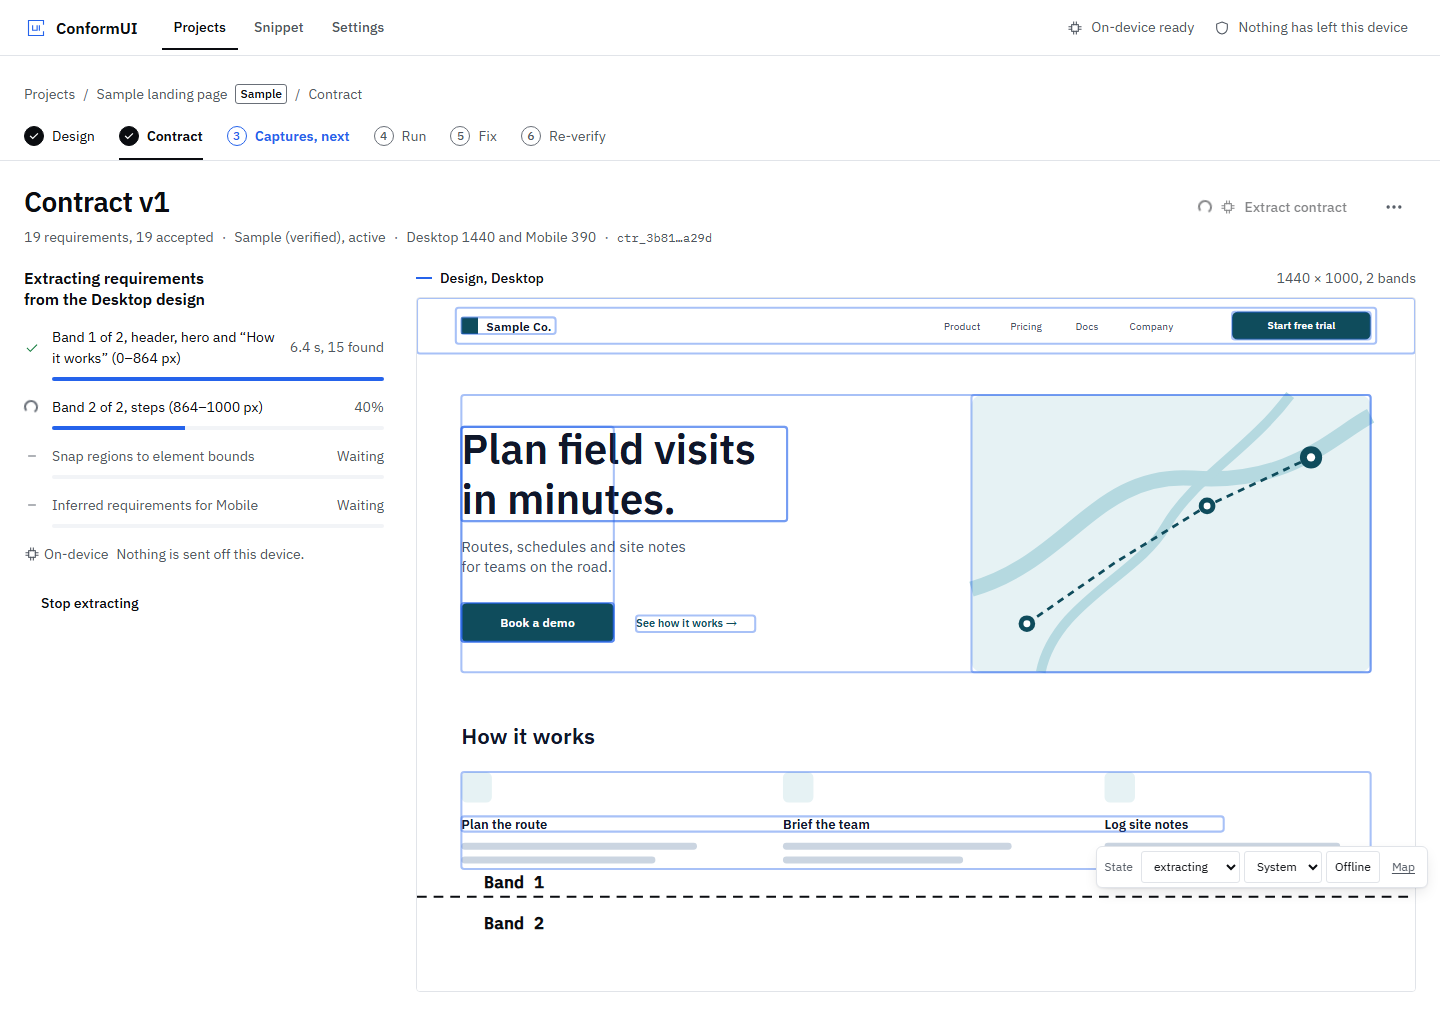 UI ConformUI Projects Snippet Settings On-device ready Nothing has left this device
Projects / Sample landing page Sample / Contract
Design Contract 3 Captures, next 4 Run 5 Fix 6 Re-verify
Contract v1
Extract contract
19 requirements, 19 accepted · Sample (verified), active · Desktop 1440 and Mobile 390 · ctr_3b81…a29d
Extracting requirements
from the Desktop design
Band 1 of 2, header, hero and “How
it works” (0–864 px)
6.4 s, 15 found
Band 2 of 2, steps (864–1000 px) 40%
Snap regions to element bounds Waiting
Inferred requirements for Mobile Waiting
On-device Nothing is sent off this device.
Stop extracting
Design, Desktop 1440 × 1000, 2 bands
Sample Co. Product Pricing Docs Company Start free trial
Plan field visits
in minutes.
Routes, schedules and site notes
for teams on the road.
Book a demo See how it works →
How it works
Plan the route Brief the team Log site notes
State extracting System Offline Map
Band 1
Band 2